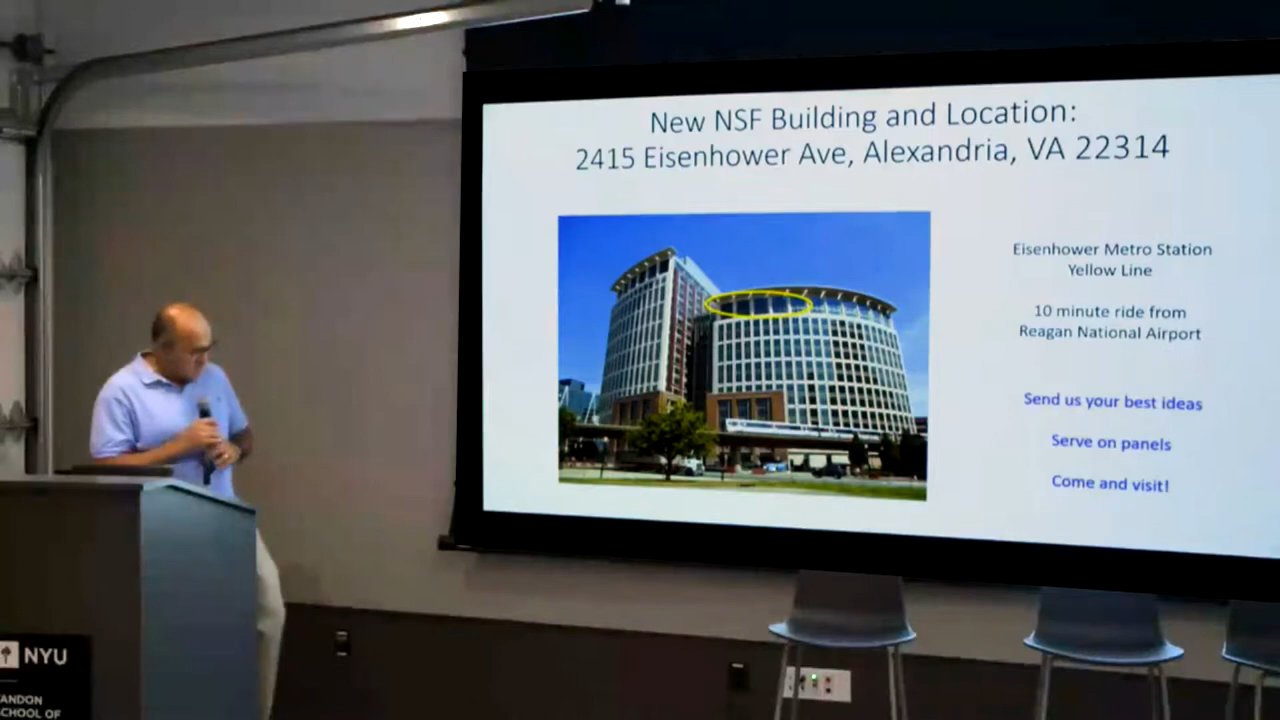 New NSF Building and Location:
2415 Eisenhower Ave, Alexandria, VA 22314
Eisenhower Metro Station
Yellow Line
10 minute ride from
Reagan National Airport
Send us your best ideas
Serve on panels
Come and visit!
NYU
ANDON
CHOOL OF